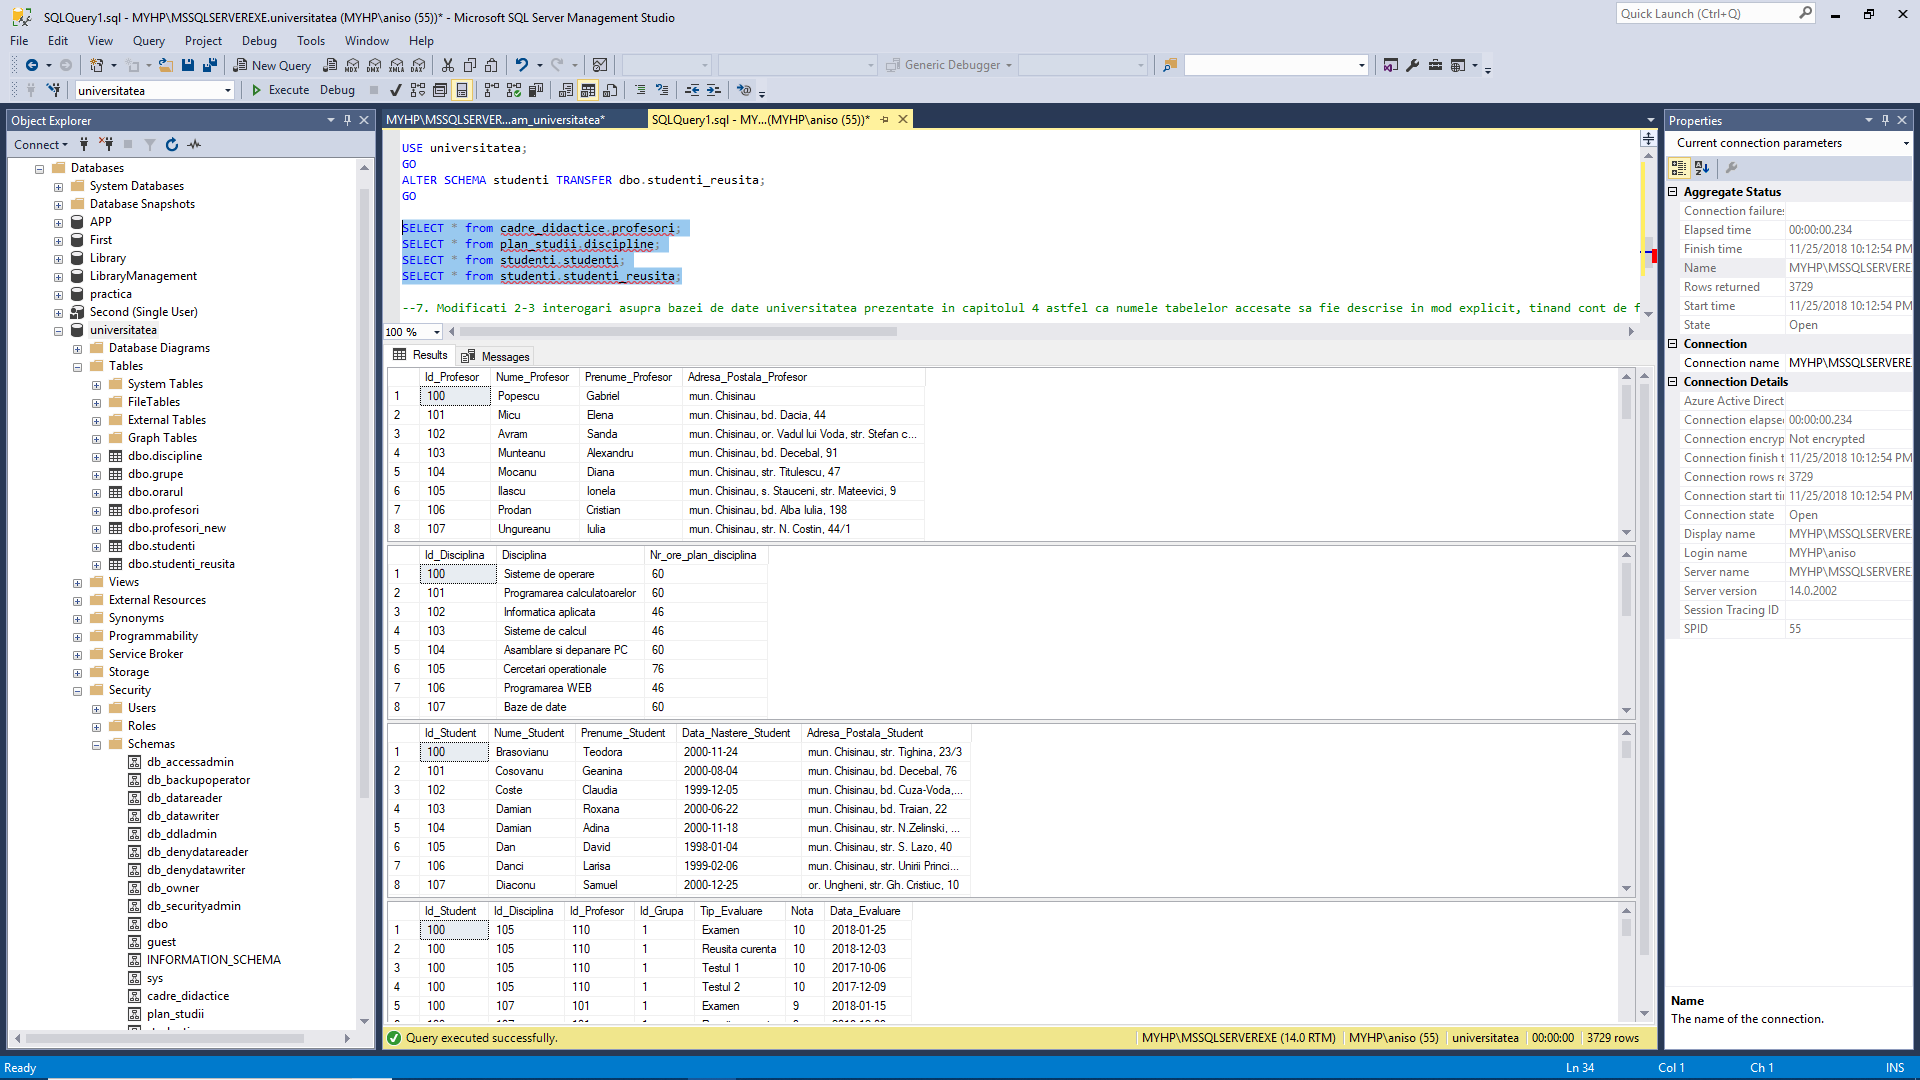 SQLQuery1.sql - MYHP\MSSQLSERVEREXE.universitatea (MYHP\aniso (55))* - Microsoft SQL Server Management Studio
Quick Launch (Ctrl+Q)
File Edit View Query Project Debug Tools Window Help
New Query
MDX DMX XMLA DAX
Generic Debugger
universitatea
Execute Debug
Object Explorer
Connect
Databases
System Databases
Database Snapshots
APP
First
Library
LibraryManagement
practica
Second (Single User)
universitatea
Database Diagrams
Tables
System Tables
FileTables
External Tables
Graph Tables
dbo.discipline
dbo.grupe
dbo.orarul
dbo.profesori
dbo.profesori_new
dbo.studenti
dbo.studenti_reusita
Views
External Resources
Synonyms
Programmability
Service Broker
Storage
Security
Users
Roles
Schemas
db_accessadmin
db_backupoperator
db_datareader
db_datawriter
db_ddladmin
db_denydatareader
db_denydatawriter
db_owner
db_securityadmin
dbo
guest
INFORMATION_SCHEMA
sys
cadre_didactice
plan_studii
MYHP\MSSQLSERVER...am_universitatea*
SQLQuery1.sql - MY...(MYHP\aniso (55))*
USE universitatea;
GO
ALTER SCHEMA studenti TRANSFER dbo.studenti_reusita;
GO
SELECT * from cadre_didactice.profesori;
SELECT * from plan_studii.discipline;
SELECT * from studenti.studenti;
SELECT * from studenti.studenti_reusita;
--7. Modificati 2-3 interogari asupra bazei de date universitatea prezentate in capitolul 4 astfel ca numele tabelelor accesate sa fie descrise in mod explicit, tinand cont de f
100 %
Results Messages
Id_Profesor Nume_Profesor Prenume_Profesor Adresa_Postala_Profesor
1 100 Popescu Gabriel mun. Chisinau
2 101 Micu Elena mun. Chisinau, bd. Dacia, 44
3 102 Avram Sanda mun. Chisinau, or. Vadul lui Voda, str. Stefan c...
4 103 Munteanu Alexandru mun. Chisinau, bd. Decebal, 91
5 104 Mocanu Diana mun. Chisinau, str. Titulescu, 47
6 105 Ilascu Ionela mun. Chisinau, s. Stauceni, str. Mateevici, 9
7 106 Prodan Cristian mun. Chisinau, bd. Alba Iulia, 198
8 107 Ungureanu Iulia mun. Chisinau, str. N. Costin, 44/1
Id_Disciplina Disciplina Nr_ore_plan_disciplina
1 100 Sisteme de operare 60
2 101 Programarea calculatoarelor 60
3 102 Informatica aplicata 46
4 103 Sisteme de calcul 46
5 104 Asamblare si depanare PC 60
6 105 Cercetari operationale 76
7 106 Programarea WEB 46
8 107 Baze de date 60
Id_Student Nume_Student Prenume_Student Data_Nastere_Student Adresa_Postala_Student
1 100 Brasovianu Teodora 2000-11-24 mun. Chisinau, str. Tighina, 23/3
2 101 Cosovanu Geanina 2000-08-04 mun. Chisinau, bd. Decebal, 76
3 102 Coste Claudia 1999-12-05 mun. Chisinau, bd. Cuza-Voda,...
4 103 Damian Roxana 2000-06-22 mun. Chisinau, bd. Traian, 22
5 104 Damian Adina 2000-11-18 mun. Chisinau, str. N.Zelinski, ...
6 105 Dan David 1998-01-04 mun. Chisinau, str. S. Lazo, 40
7 106 Danci Larisa 1999-02-06 mun. Chisinau, str. Unirii Princi...
8 107 Diaconu Samuel 2000-12-25 or. Ungheni, str. Gh. Cristiuc, 10
Id_Student Id_Disciplina Id_Profesor Id_Grupa Tip_Evaluare Nota Data_Evaluare
1 100 105 110 1 Examen 10 2018-01-25
2 100 105 110 1 Reusita curenta 10 2018-12-03
3 100 105 110 1 Testul 1 10 2017-10-06
4 100 105 110 1 Testul 2 10 2017-12-09
5 100 107 101 1 Examen 9 2018-01-15
Query executed successfully.
MYHP\MSSQLSERVEREXE (14.0 RTM) MYHP\aniso (55) universitatea 00:00:00 3729 rows
Properties
Current connection parameters
Aggregate Status
Connection failures
Elapsed time 00:00:00.234
Finish time 11/25/2018 10:12:54 PM
Name MYHP\MSSQLSERVERE
Rows returned 3729
Start time 11/25/2018 10:12:54 PM
State Open
Connection
Connection name MYHP\MSSQLSERVERE
Connection Details
Azure Active Direct
Connection elapse 00:00:00.234
Connection encryp Not encrypted
Connection finish t 11/25/2018 10:12:54 PM
Connection rows re 3729
Connection start ti 11/25/2018 10:12:54 PM
Connection state Open
Display name MYHP\MSSQLSERVERE
Login name MYHP\aniso
Server name MYHP\MSSQLSERVERE
Server version 14.0.2002
Session Tracing ID
SPID 55
Name
The name of the connection.
Ready
Ln 34 Col 1 Ch 1 INS